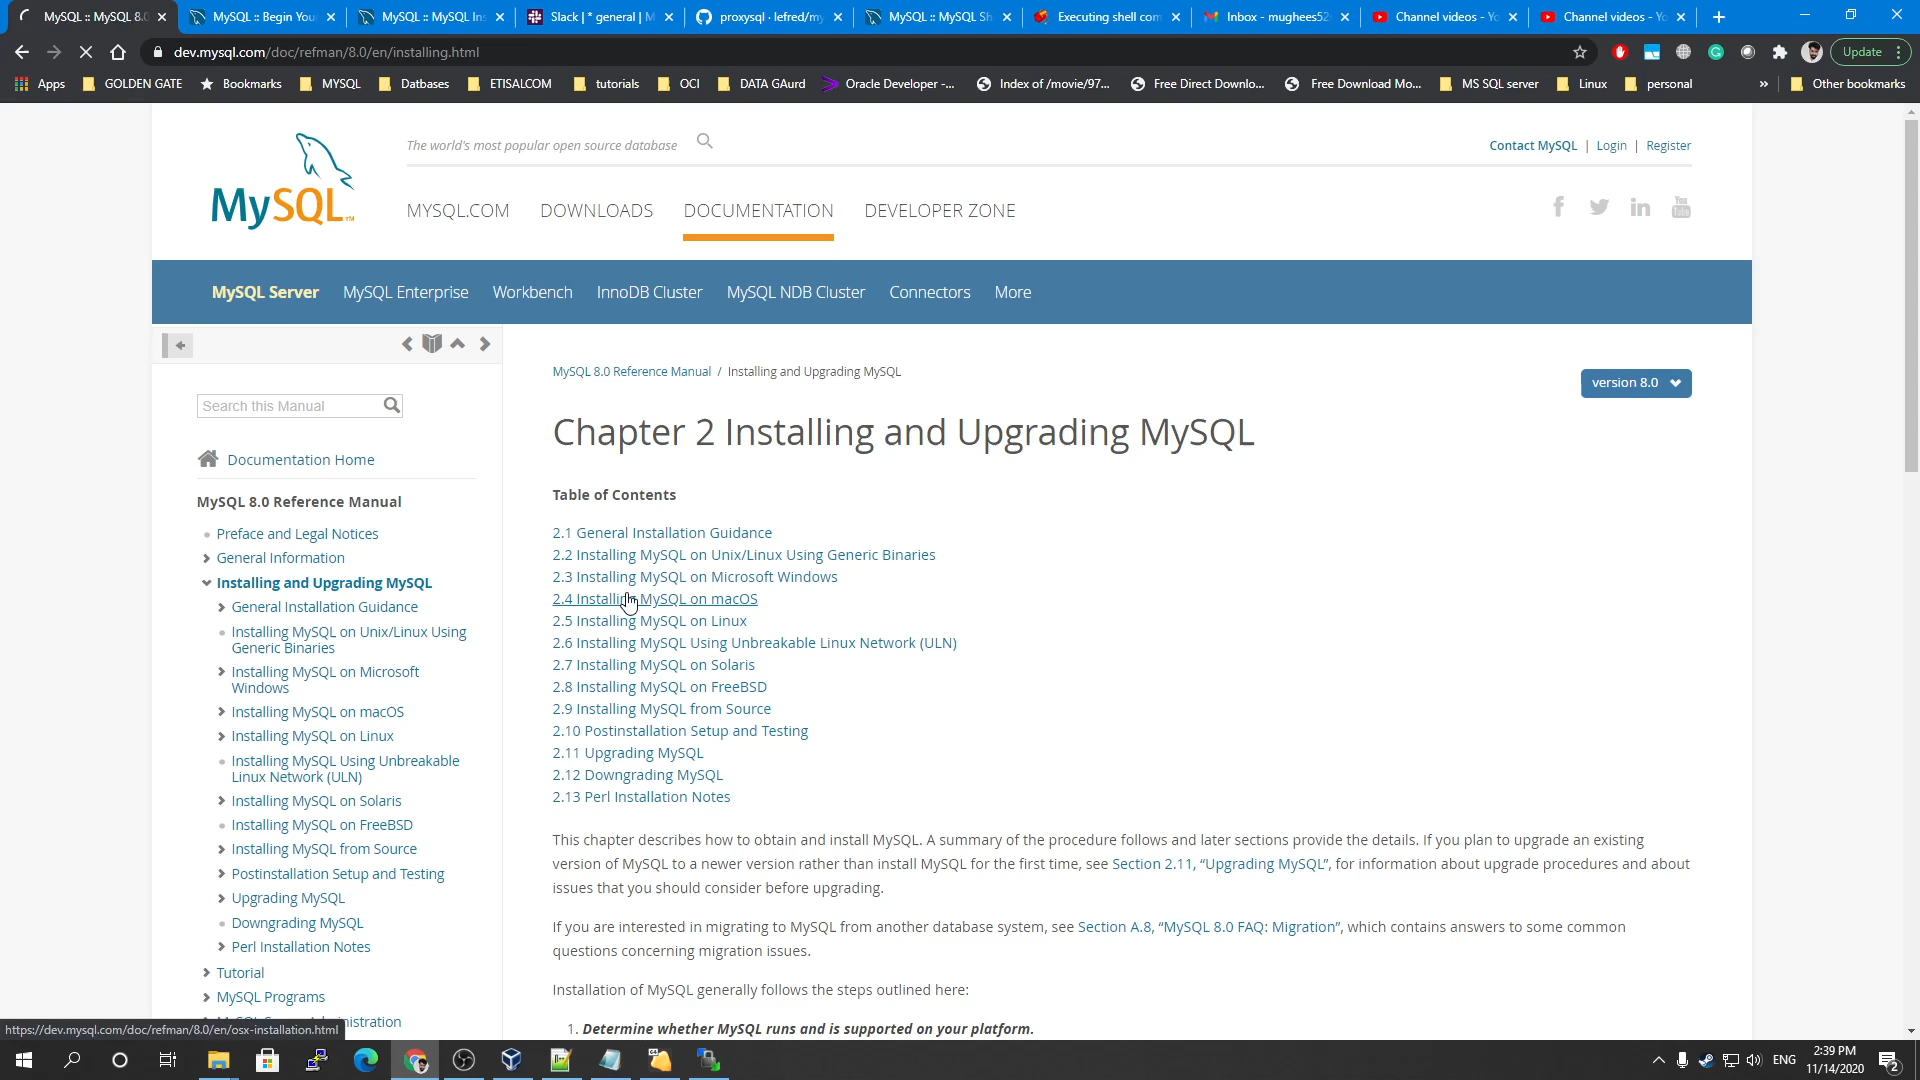 MySQL :: MySQL 8.0
MySQL :: Begin You
MySQL :: MySQL Ins
Slack | * general | M
proxysql · lefred/my
MySQL :: MySQL Sh
Executing shell com
Inbox - mughees52
Channel videos - Yo
Channel videos - Yo
dev.mysql.com/doc/refman/8.0/en/installing.html
Update
Apps
GOLDEN GATE
Bookmarks
MYSQL
Datbases
ETISALCOM
tutorials
OCI
DATA GAurd
Oracle Developer -...
Index of /movie/97...
Free Direct Downlo...
Free Download Mo...
MS SQL server
Linux
personal
»
Other bookmarks
MySQL™
The world's most popular open source database
Contact MySQL | Login | Register
MYSQL.COM DOWNLOADS DOCUMENTATION DEVELOPER ZONE
You Tube
MySQL Server MySQL Enterprise Workbench InnoDB Cluster MySQL NDB Cluster Connectors More
Search this Manual
Documentation Home
MySQL 8.0 Reference Manual
Preface and Legal Notices
General Information
Installing and Upgrading MySQL
General Installation Guidance
Installing MySQL on Unix/Linux Using
Generic Binaries
Installing MySQL on Microsoft
Windows
Installing MySQL on macOS
Installing MySQL on Linux
Installing MySQL Using Unbreakable
Linux Network (ULN)
Installing MySQL on Solaris
Installing MySQL on FreeBSD
Installing MySQL from Source
Postinstallation Setup and Testing
Upgrading MySQL
Downgrading MySQL
Perl Installation Notes
Tutorial
MySQL Programs
istration
https://dev.mysql.com/doc/refman/8.0/en/osx-installation.html
MySQL 8.0 Reference Manual / Installing and Upgrading MySQL
version 8.0
Chapter 2 Installing and Upgrading MySQL
Table of Contents
2.1 General Installation Guidance
2.2 Installing MySQL on Unix/Linux Using Generic Binaries
2.3 Installing MySQL on Microsoft Windows
2.4 Installing MySQL on macOS
2.5 Installing MySQL on Linux
2.6 Installing MySQL Using Unbreakable Linux Network (ULN)
2.7 Installing MySQL on Solaris
2.8 Installing MySQL on FreeBSD
2.9 Installing MySQL from Source
2.10 Postinstallation Setup and Testing
2.11 Upgrading MySQL
2.12 Downgrading MySQL
2.13 Perl Installation Notes
This chapter describes how to obtain and install MySQL. A summary of the procedure follows and later sections provide the details. If you plan to upgrade an existing
version of MySQL to a newer version rather than install MySQL for the first time, see Section 2.11, “Upgrading MySQL”, for information about upgrade procedures and about
issues that you should consider before upgrading.
If you are interested in migrating to MySQL from another database system, see Section A.8, “MySQL 8.0 FAQ: Migration”, which contains answers to some common
questions concerning migration issues.
Installation of MySQL generally follows the steps outlined here:
1. Determine whether MySQL runs and is supported on your platform.
ENG
2:39 PM
11/14/2020
2